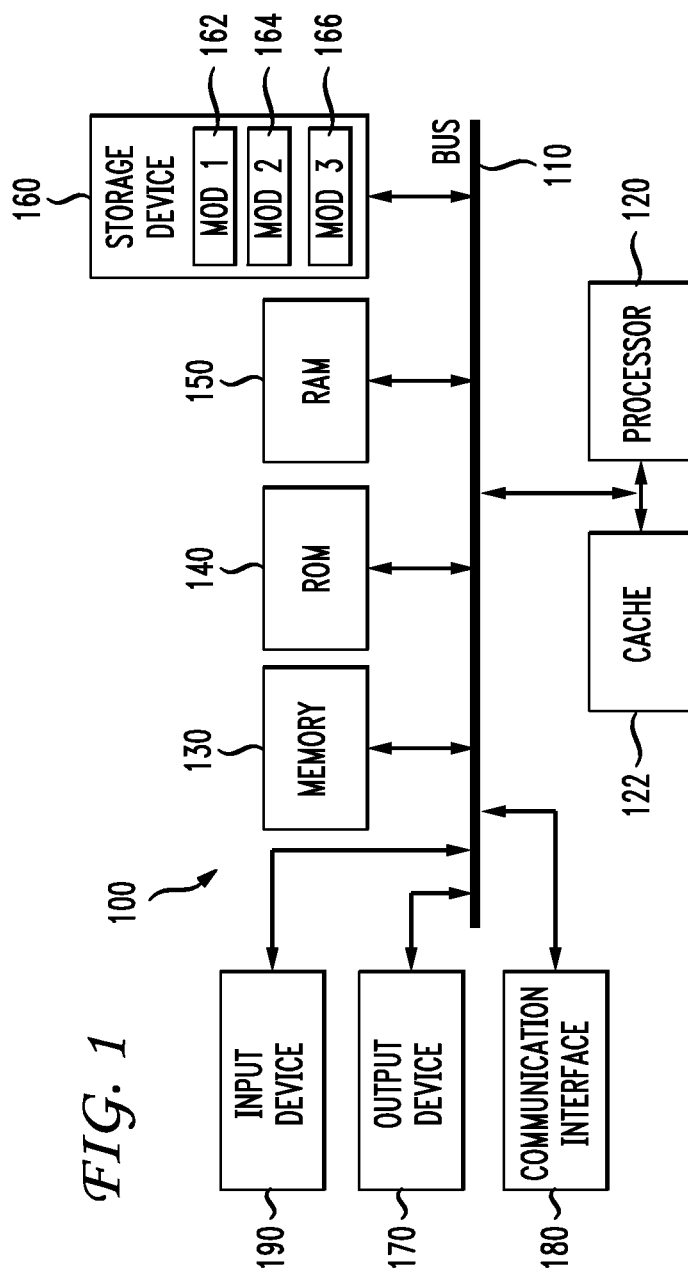 FIG. 1
100
160
STORAGE
DEVICE
MOD 1
162
MOD 2
164
MOD 3
166
150
RAM
140
ROM
130
MEMORY
190
INPUT
DEVICE
170
OUTPUT
DEVICE
180
COMMUNICATION
INTERFACE
BUS
110
120
PROCESSOR
122
CACHE